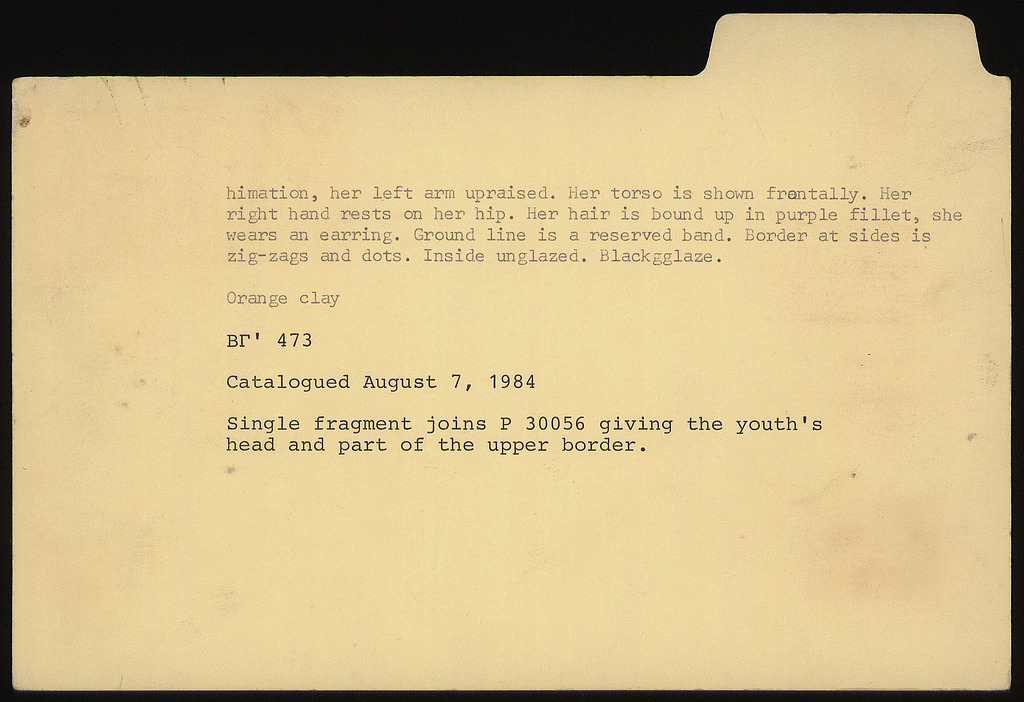 himation, her left arm upraised. Her torso is shown frontally. Her
right hand rests on her hip. Her hair is bound up in purple fillet, she
wears an earring. Ground line is a reserved band. Border at sides is
zig-zags and dots. Inside unglazed. Blackgglaze.
Orange clay
ΒΓ' 473
Catalogued August 7, 1984
Single fragment joins P 30056 giving the youth's
head and part of the upper border.